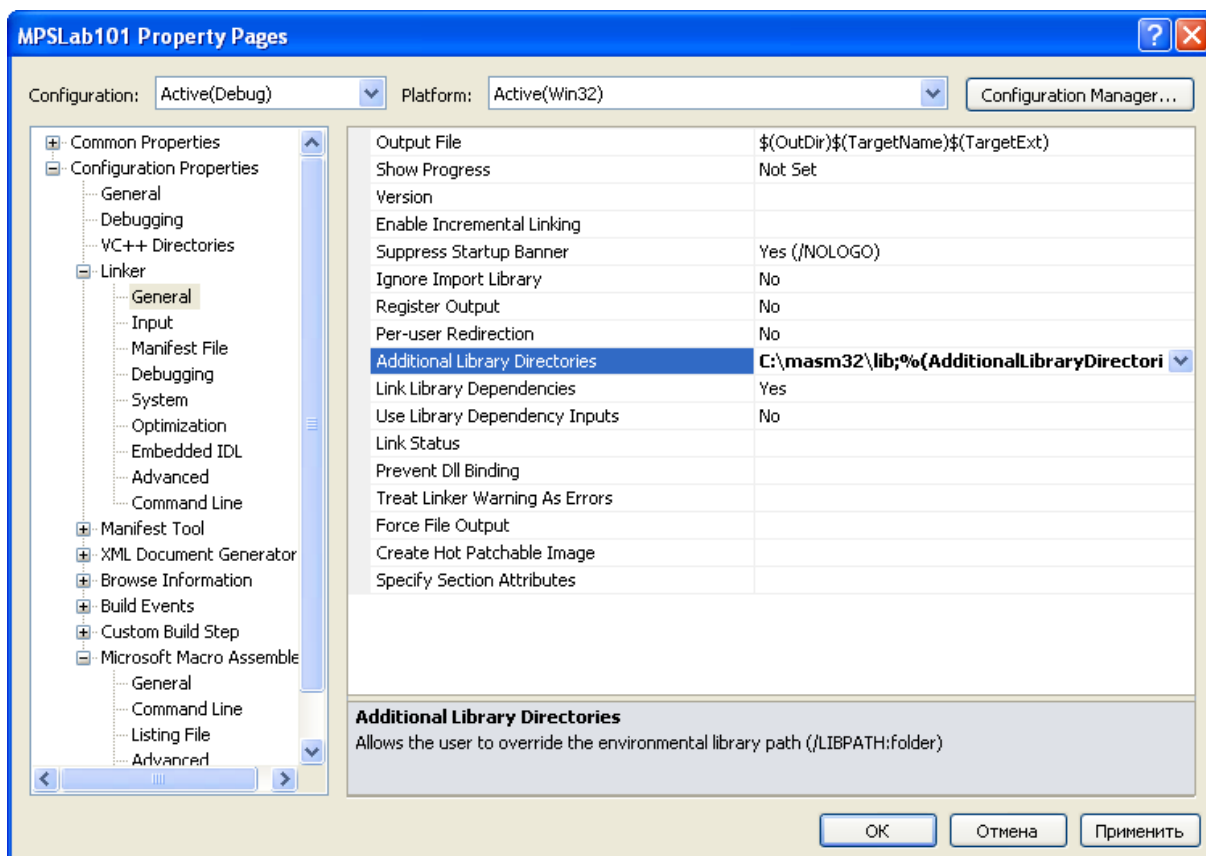 MPSLab101 Property Pages
Configuration: Active(Debug) Platform: Active(Win32) Configuration Manager...
Common Properties
Configuration Properties
General
Debugging
VC++ Directories
Linker
General
Input
Manifest File
Debugging
System
Optimization
Embedded IDL
Advanced
Command Line
Manifest Tool
XML Document Generator
Browse Information
Build Events
Custom Build Step
Microsoft Macro Assemble
General
Command Line
Listing File
Advanced
Output File $(OutDir)$(TargetName)$(TargetExt)
Show Progress Not Set
Version
Enable Incremental Linking
Suppress Startup Banner Yes (/NOLOGO)
Ignore Import Library No
Register Output No
Per-user Redirection No
Additional Library Directories C:\masm32\lib;%(AdditionalLibraryDirectori
Link Library Dependencies Yes
Use Library Dependency Inputs No
Link Status
Prevent Dll Binding
Treat Linker Warning As Errors
Force File Output
Create Hot Patchable Image
Specify Section Attributes
Additional Library Directories
Allows the user to override the environmental library path (/LIBPATH:folder)
ОК Отмена Применить